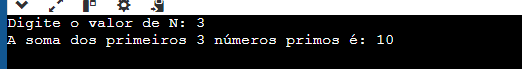 Digite o valor de N: 3
A soma dos primeiros 3 números primos é: 10